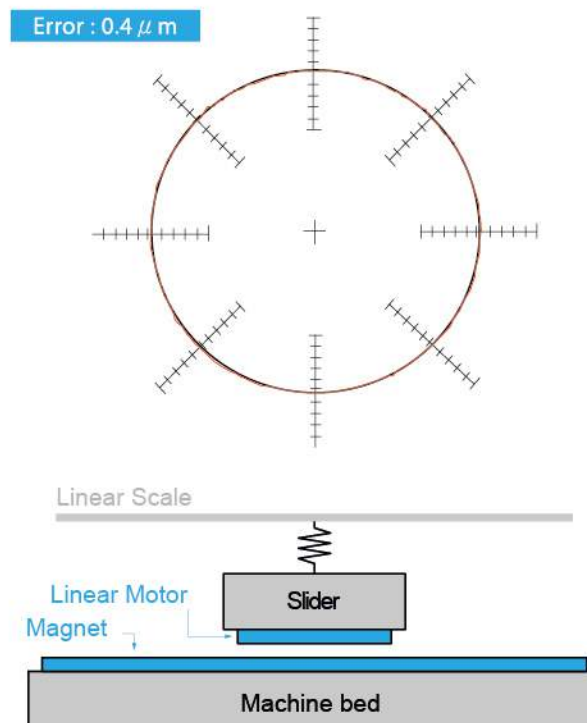 Error : 0.4 μ m
Linear Scale
Slider
Linear Motor
Magnet
Machine bed